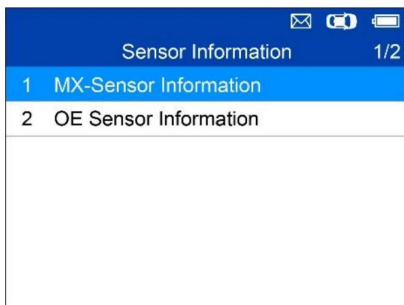 Sensor Information 1/2
1 MX-Sensor Information
2 OE Sensor Information